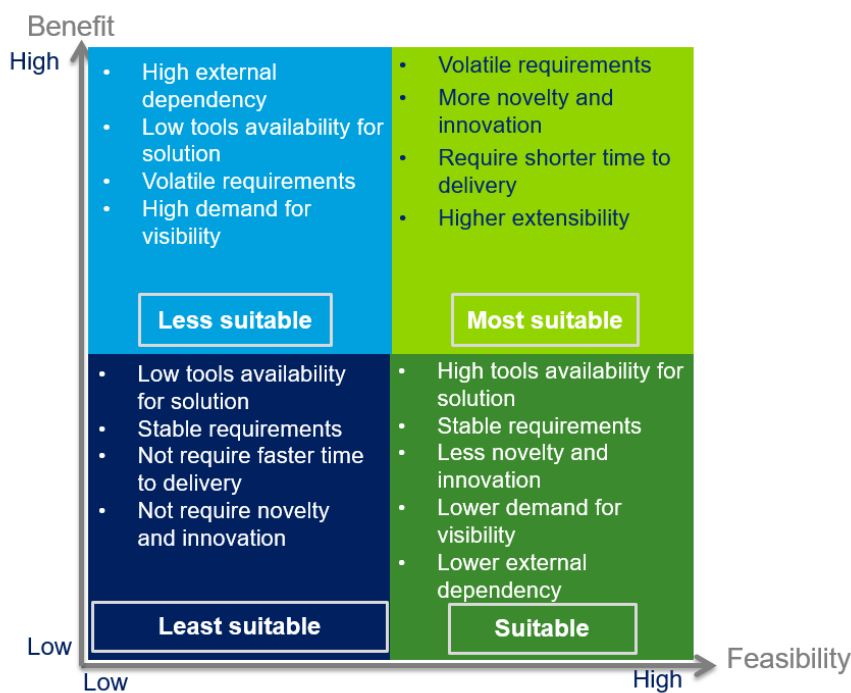 Benefit
High
• High external
dependency
• Low tools availability for
solution
• Volatile requirements
• High demand for
visibility
Less suitable
• Volatile requirements
• More novelty and
innovation
• Require shorter time to
delivery
• Higher extensibility
Most suitable
• Low tools availability
for solution
• Stable requirements
• Not require faster time
to delivery
• Not require novelty
and innovation
Least suitable
• High tools availability for
solution
• Stable requirements
• Less novelty and
innovation
• Lower demand for
visibility
• Lower external
dependency
Suitable
Low
Low
High
Feasibility